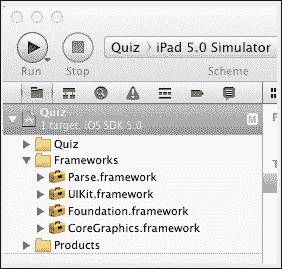 Quiz iPad 5.0 Simulator
Run Stop Scheme
Quiz
1 target, iOS SDK 5.0
M
Quiz
Frameworks
Parse.framework
UIKit.framework
Foundation.framework
CoreGraphics.framework
Products